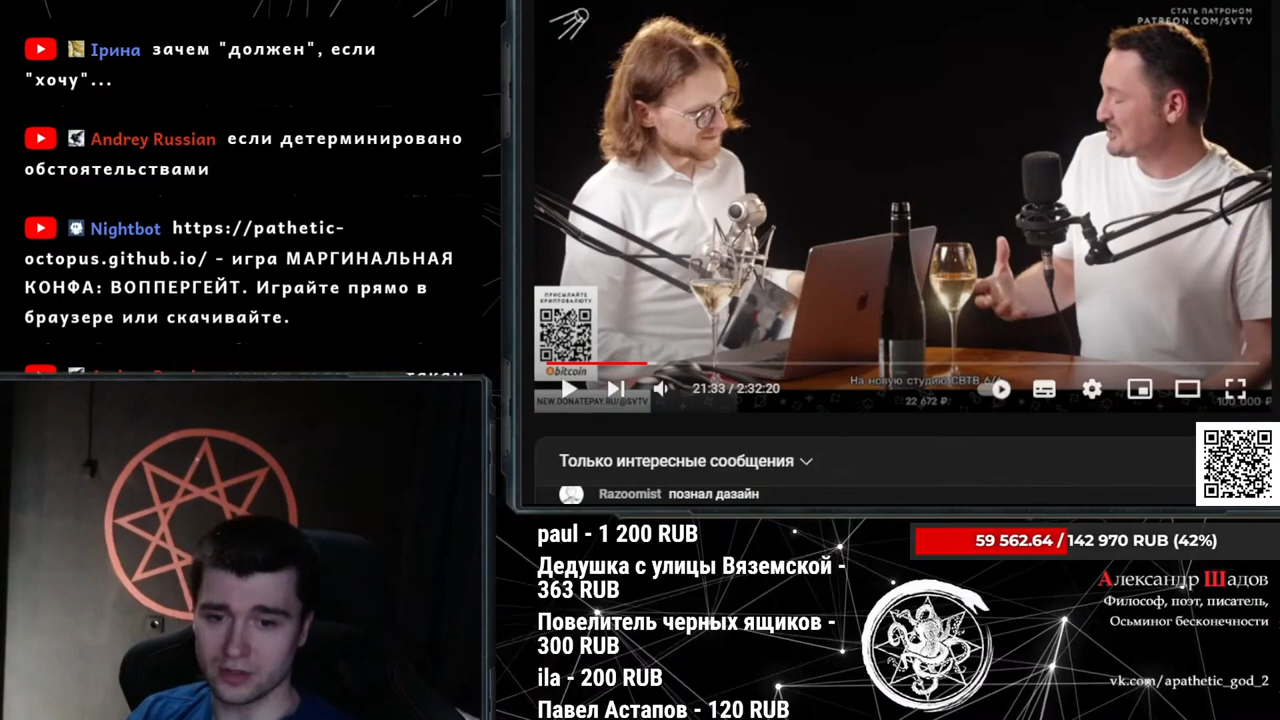 Ірина зачем "должен", если
"хочу"...
Andrey Russian если детерминировано
обстоятельствами
Nightbot https://pathetic-
octopus.github.io/ - игра МАРГИНАЛЬНАЯ
КОНФА: ВОППЕРГЕЙТ. Играйте прямо в
браузере или скачивайте.
СТАТЬ ПАТРОНОМ
PATREON.COM/SVTV
ПРИСЫЛАЙТЕ
КРИПТОВАЛЮТУ
bitcoin
NEW.DONATEPAY.RU/@SVTV
21:33 / 2:32:20
На новую студию СВТВ 6/
22 672 ₽
100 000 ₽
Только интересные сообщения
Razoomist познал дазайн
paul - 1 200 RUB
Дедушка с улицы Вяземской -
363 RUB
Повелитель черных ящиков -
300 RUB
ila - 200 RUB
Павел Астапов - 120 RUB
59 562.64 / 142 970 RUB (42%)
Александр Шадов
Философ, поэт, писатель,
Осьминог бесконечности
vk.com/apathetic_god_2